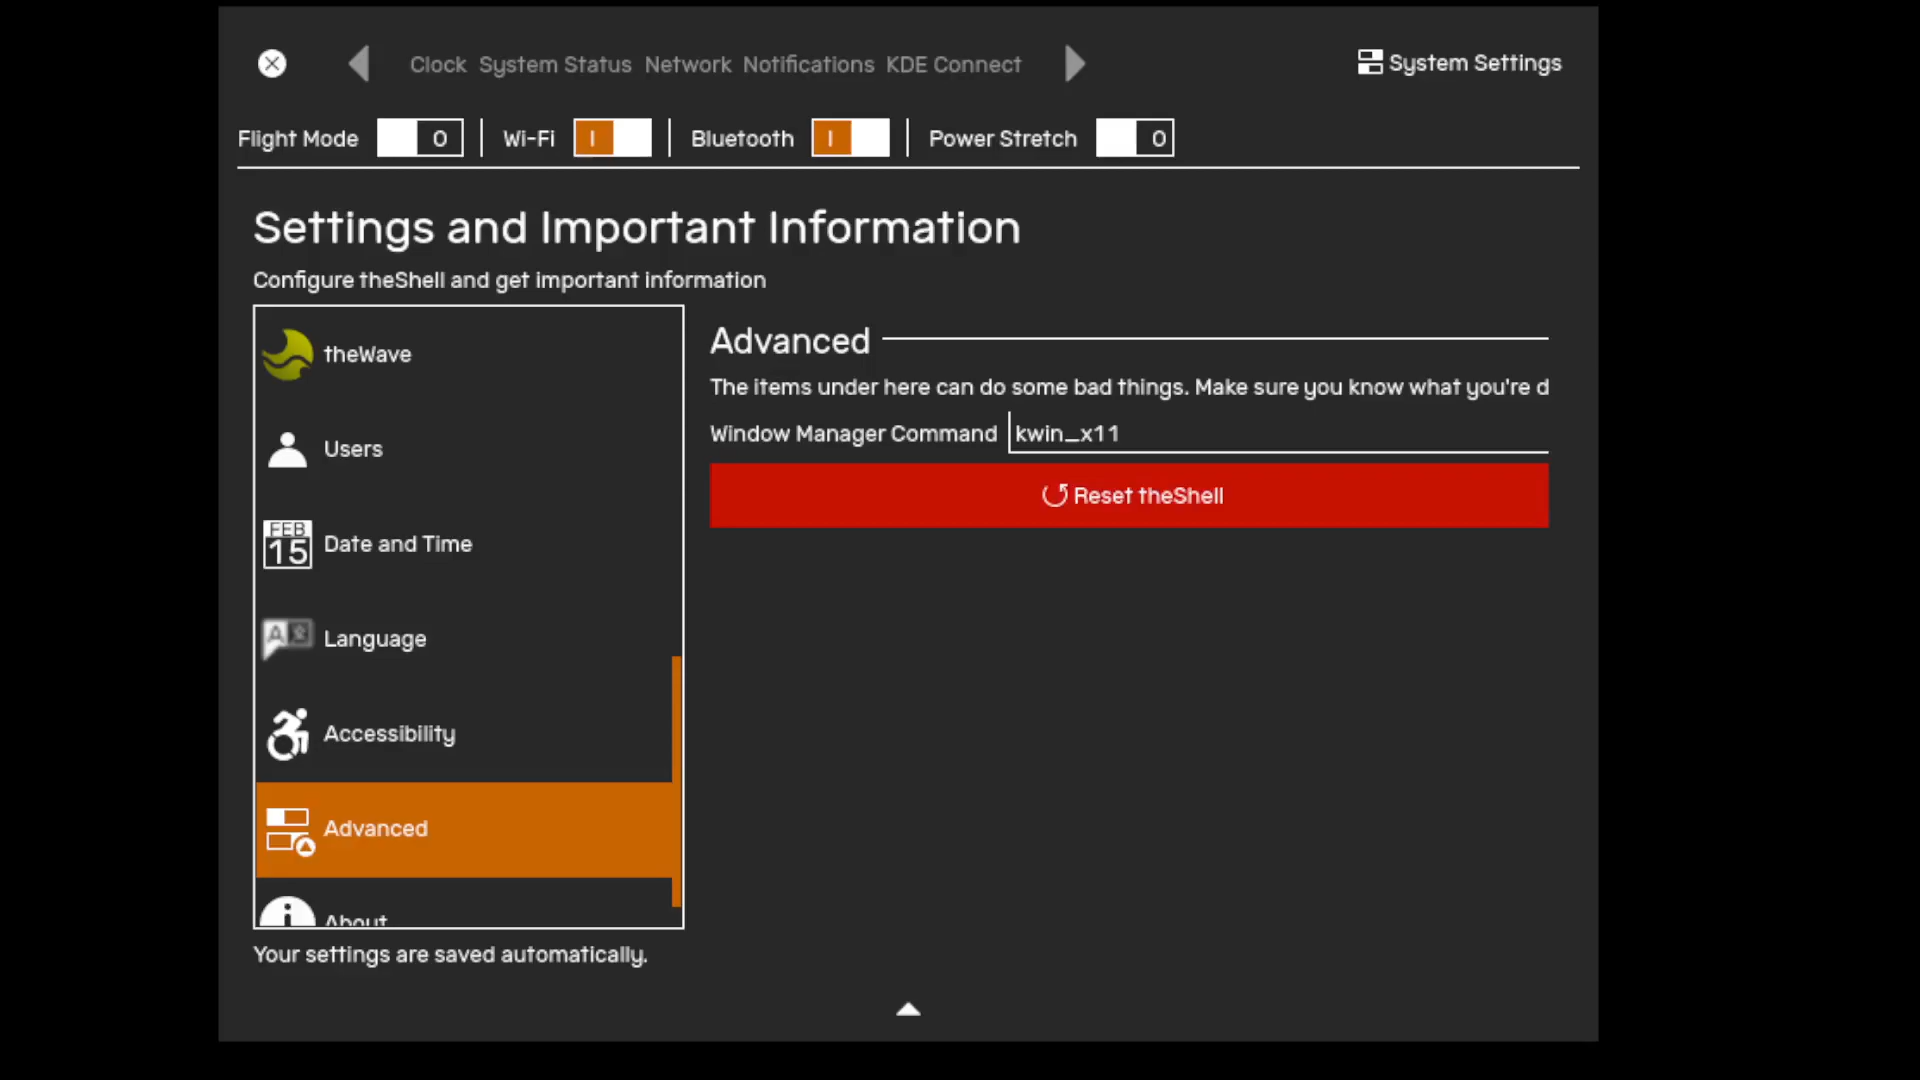 Clock System Status Network Notifications KDE Connect System Settings
Flight Mode O Wi-Fi I Bluetooth I Power Stretch O
Settings and Important Information
Configure theShell and get important information
theWave
Users
FEB
15
Date and Time
Language
Accessibility
Advanced
About
Your settings are saved automatically.
Advanced
The items under here can do some bad things. Make sure you know what you're d
Window Manager Command kwin_x11
Reset theShell